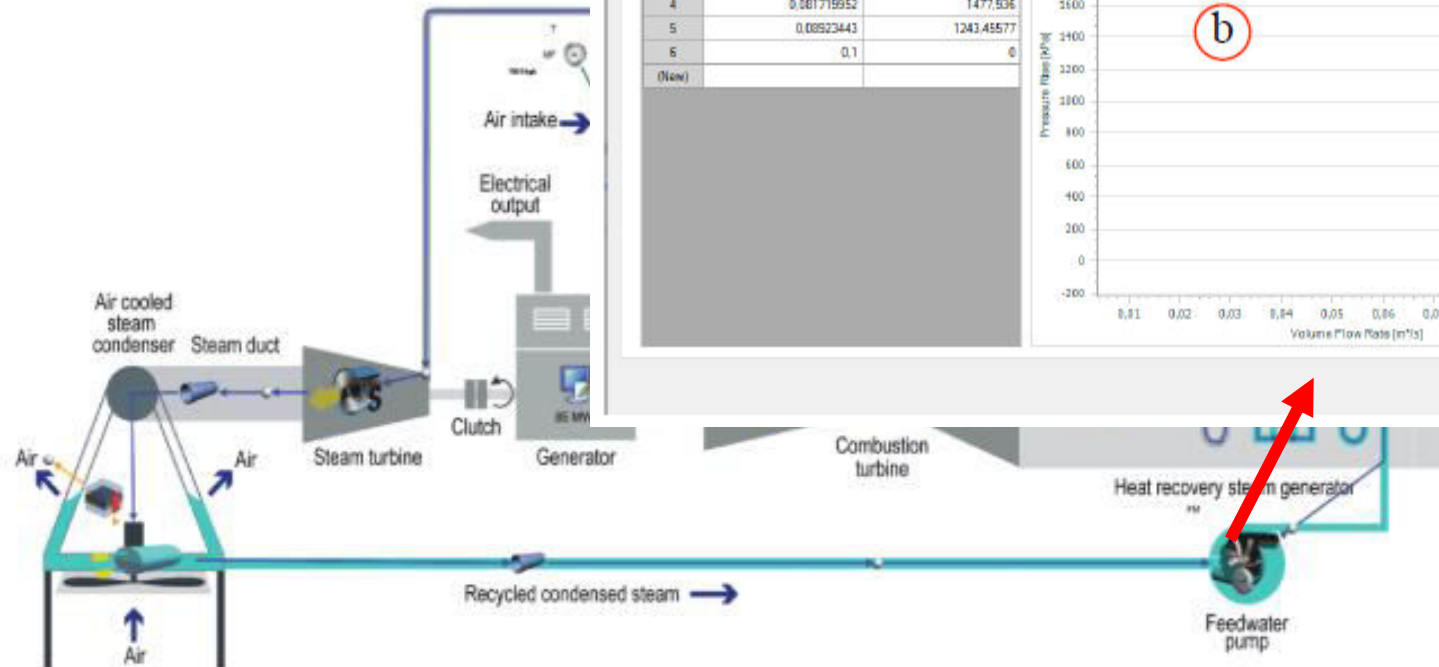 4 0,081719952 1477,936
5 0,08923443 1243,45577
6 0,1 0
(New)
b
Pressure Rise [kPa]
1600
1400
1200
1000
800
600
400
200
0
-200
0,01 0,02 0,03 0,04 0,05 0,06 0,0
Volume Flow Rate [m³/s]
T
Air intake
Electrical
output
Air cooled
steam
condenser
Steam duct
Clutch
Steam turbine
Generator
Combustion
turbine
Heat recovery steam generator
Air
Air
Recycled condensed steam
Feedwater
pump
Air